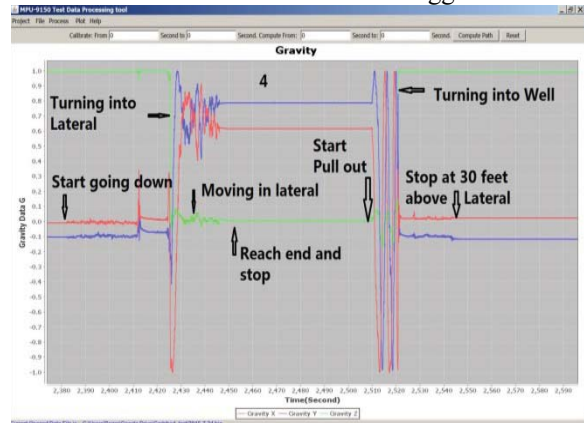 MPU-9150 Test Data Processing tool
Project File Process Plot Help
Calibrate: From 0 Second to 0 Second. Compute From: 0 Second to: 0 Second. Compute Path Reset
Gravity
4
Turning into
Lateral
Turning into Well
Start
Pull out
Start going down
Moving in lateral
Stop at 30 feet
above Lateral
Reach end and
stop
Gravity Data G
1.0
0.9
0.8
0.7
0.6
0.5
0.4
0.3
0.2
0.1
0.0
-0.1
-0.2
-0.3
-0.4
-0.5
-0.6
-0.7
-0.8
-0.9
-1.0
2,380 2,390 2,400 2,410 2,420 2,430 2,440 2,450 2,460 2,470 2,480 2,490 2,500 2,510 2,520 2,530 2,540 2,550 2,560 2,570 2,580 2,590
Time(Second)
Gravity X Gravity Y Gravity Z